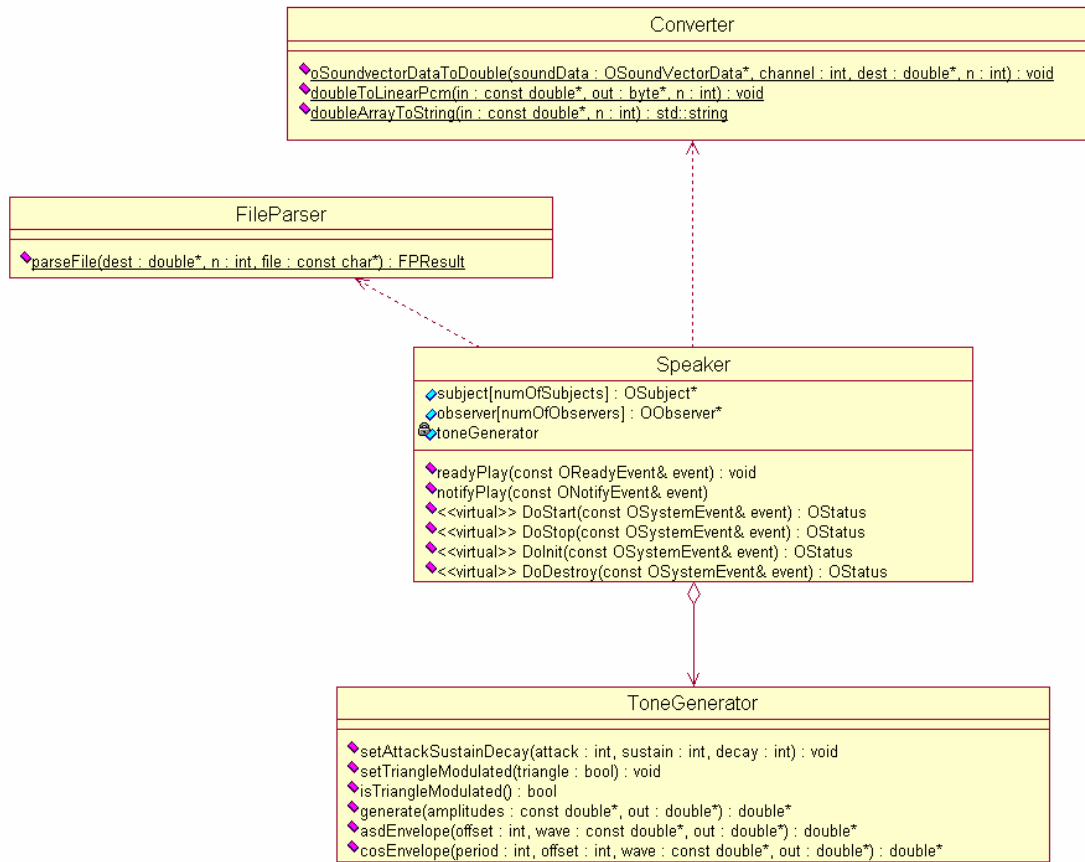 Converter
oSoundvectorDataToDouble(soundData : OSoundVectorData*, channel : int, dest : double*, n : int) : void
doubleToLinearPcm(in : const double*, out : byte*, n : int) : void
doubleArrayToString(in : const double*, n : int) : std::string
FileParser
parseFile(dest : double*, n : int, file : const char*) : FPResult
Speaker
subject[numOfSubjects] : OSubject*
observer[numOfObservers] : OObserver*
toneGenerator
readyPlay(const OReadyEvent& event) : void
notifyPlay(const ONotifyEvent& event)
<<virtual>> DoStart(const OSystemEvent& event) : OStatus
<<virtual>> DoStop(const OSystemEvent& event) : OStatus
<<virtual>> DoInit(const OSystemEvent& event) : OStatus
<<virtual>> DoDestroy(const OSystemEvent& event) : OStatus
ToneGenerator
setAttackSustainDecay(attack : int, sustain : int, decay : int) : void
setTriangleModulated(triangle : bool) : void
isTriangleModulated() : bool
generate(amplitudes : const double*, out : double*) : double*
asdEnvelope(offset : int, wave : const double*, out : double*) : double*
cosEnvelope(period : int, offset : int, wave : const double*, out : double*) : double*